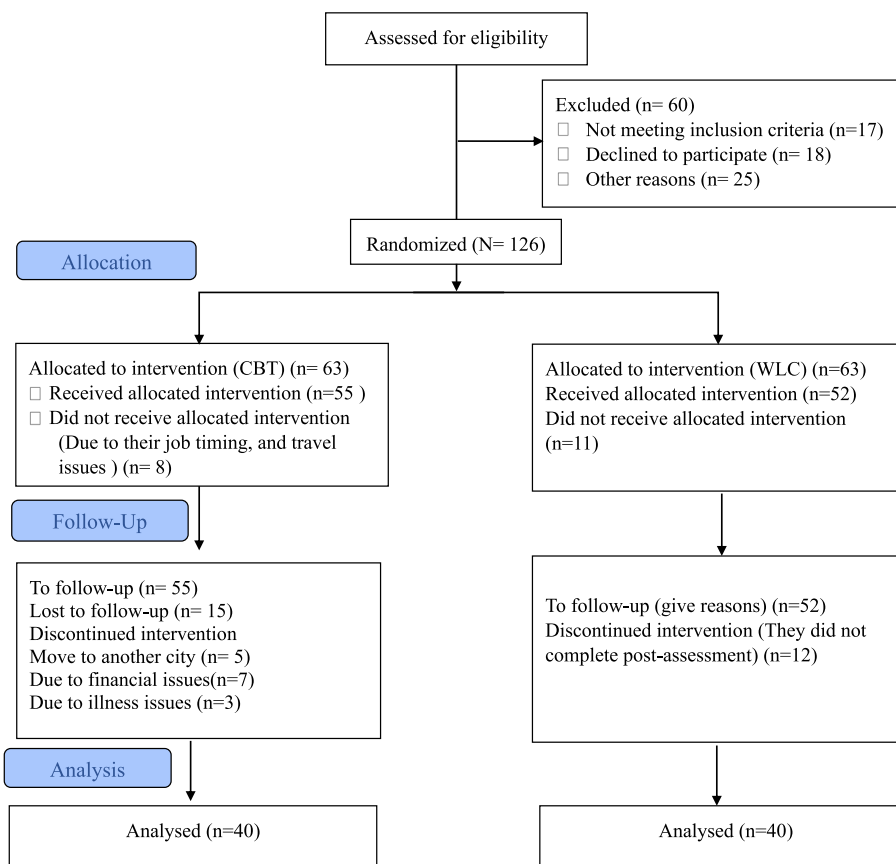 Assessed for eligibility
Excluded (n= 60)
□ Not meeting inclusion criteria (n=17)
□ Declined to participate (n= 18)
□ Other reasons (n= 25)
Randomized (N= 126)
Allocation
Allocated to intervention (CBT) (n= 63)
□ Received allocated intervention (n=55 )
□ Did not receive allocated intervention
(Due to their job timing, and travel
issues ) (n= 8)
Allocated to intervention (WLC) (n=63)
Received allocated intervention (n=52)
Did not receive allocated intervention
(n=11)
Follow-Up
To follow-up (n= 55)
Lost to follow-up (n= 15)
Discontinued intervention
Move to another city (n= 5)
Due to financial issues(n=7)
Due to illness issues (n=3)
To follow-up (give reasons) (n=52)
Discontinued intervention (They did not
complete post-assessment) (n=12)
Analysis
Analysed (n=40)
Analysed (n=40)